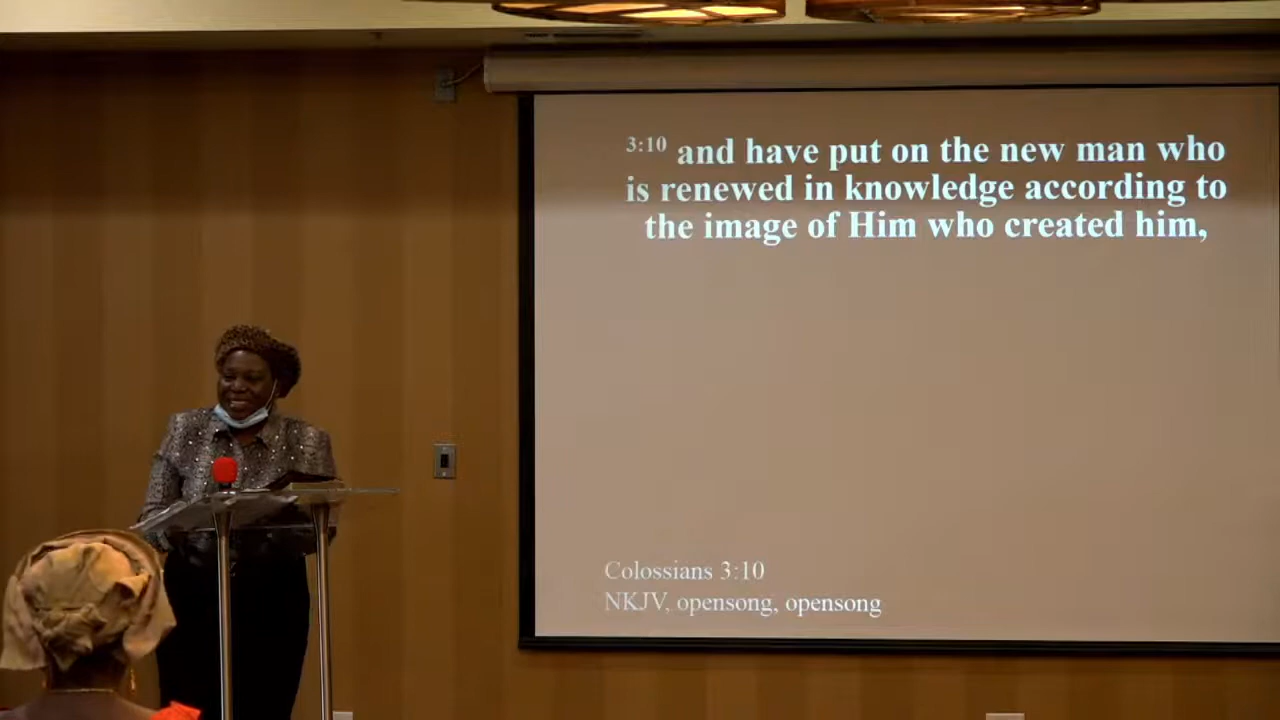 3:10 and have put on the new man who
is renewed in knowledge according to
the image of Him who created him,
Colossians 3:10
NKJV, opensong, opensong